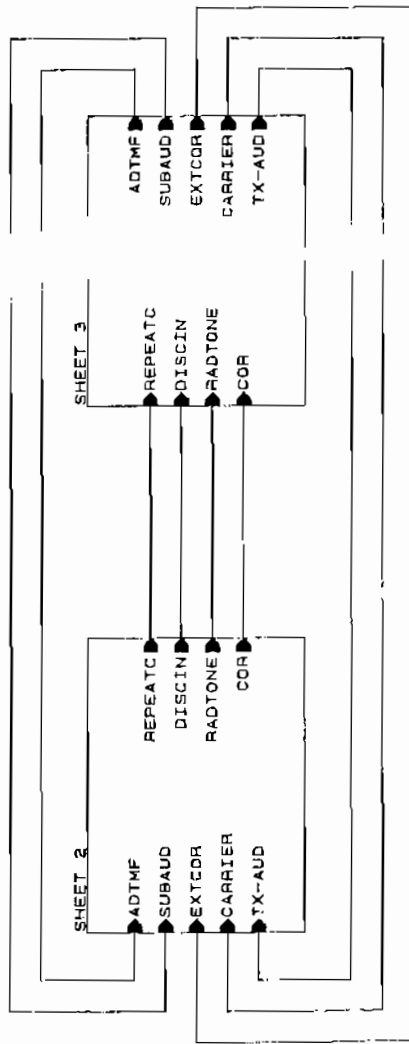 SHEET 2
ADTMF
SUBAUD
EXTCOR
CARRIER
TX-AUD
REPEATC
DISCIN
RADTONE
COR
SHEET 3
REPEATC
DISCIN
RADTONE
COR
ADTMF
SUBAUD
EXTCOR
CARRIER
TX-AUD